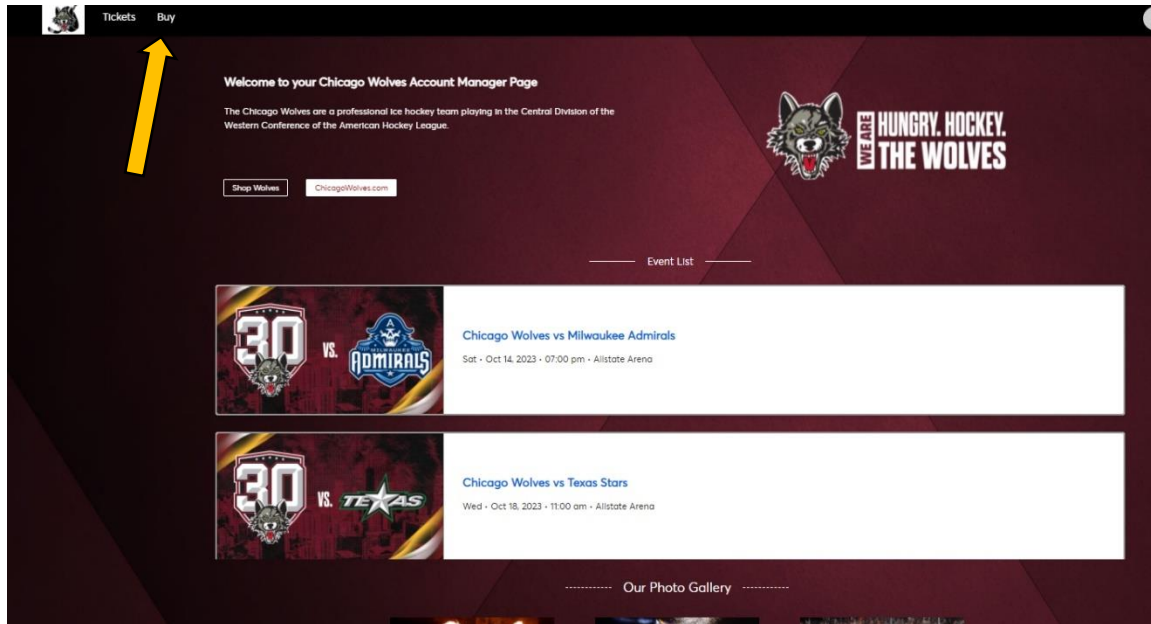 Tickets Buy
Welcome to your Chicago Wolves Account Manager Page
The Chicago Wolves are a professional ice hockey team playing in the Central Division of the
Western Conference of the American Hockey League.
WE ARE
HUNGRY. HOCKEY.
THE WOLVES
Shop Wolves ChicagoWolves.com
Event List
30 VS. MILWAUKEE ADMIRALS
Chicago Wolves vs Milwaukee Admirals
Sat • Oct 14, 2023 • 07:00 pm • Allstate Arena
30 VS. TEXAS
Chicago Wolves vs Texas Stars
Wed • Oct 18, 2023 • 11:00 am • Allstate Arena
Our Photo Gallery